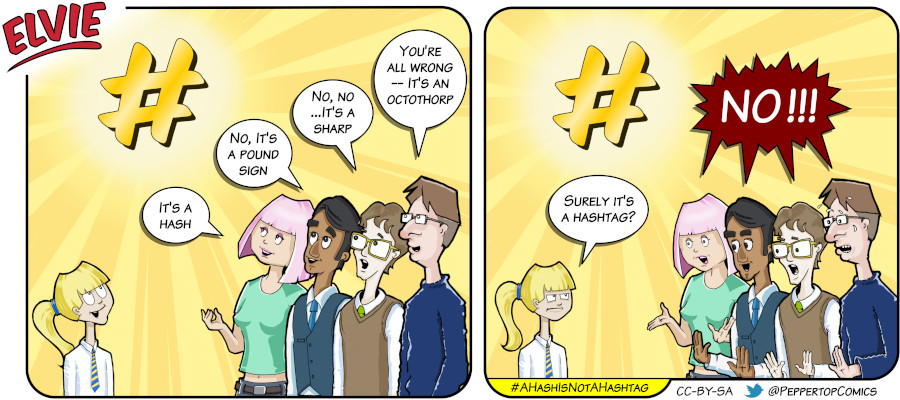 ELVIE
#
IT'S A
HASH
NO, IT'S
A POUND
SIGN
NO, NO
...IT'S A
SHARP
YOU'RE
ALL WRONG
-- IT'S AN
OCTOTHORP
#
SURELY IT'S
A HASHTAG?
NO!!!
#AHASHISNOTAHASHTAG
CC-BY-SA
@PEPPERTOPCOMICS